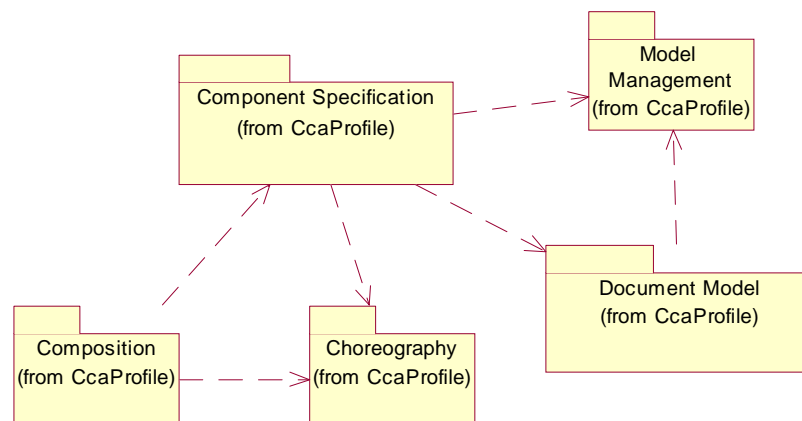 Model
Management
(from CcaProfile)
Component Specification
(from CcaProfile)
Document Model
(from CcaProfile)
Composition
(from CcaProfile)
Choreography
(from CcaProfile)